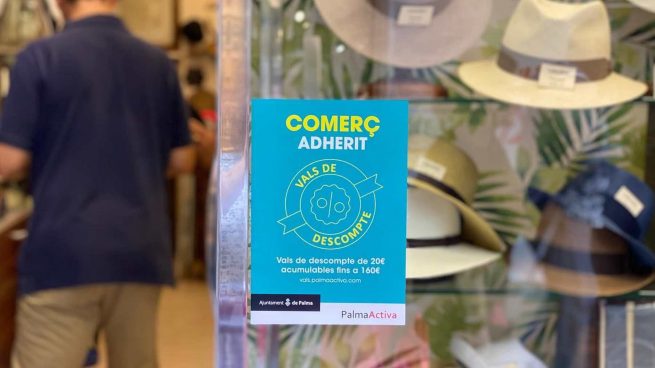 COMERÇ
ADHERIT
VALS DE
%
DESCOMPTE
Vals de descompte de 20€
acumulables fins a 160€
vals.palmaactiva.com
Ajuntament de Palma
PalmaActiva